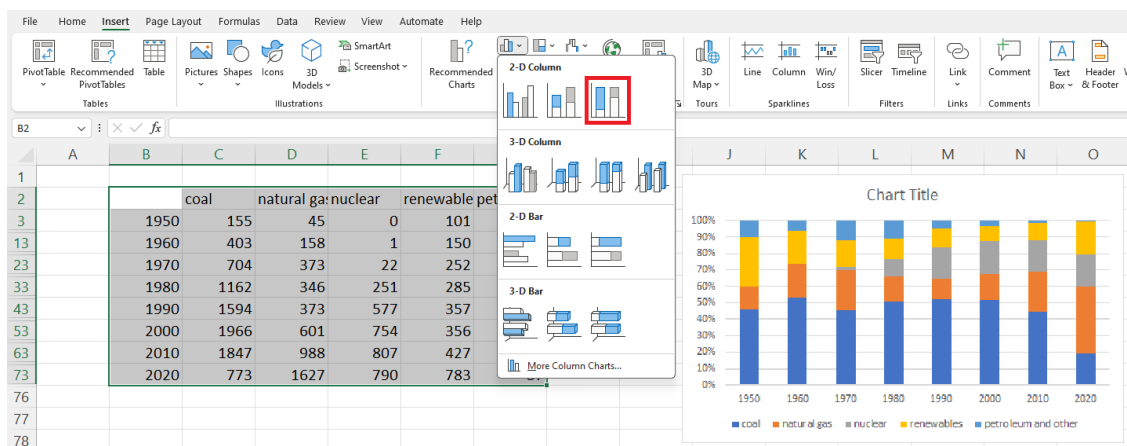 File Home Insert Page Layout Formulas Data Review View Automate Help
PivotTable Recommended PivotTables Table Pictures Shapes Icons 3D Models SmartArt Screenshot Recommended Charts 3D Map Line Column Win/Loss Slicer Timeline Link Comment Text Box Header & Footer
Tables Illustrations Tours Sparklines Filters Links Comments
B2 fx
2-D Column
3-D Column
2-D Bar
3-D Bar
More Column Charts...
A B C D E F J K L M N O
1
2 coal natural ga nuclear renewable pet
3 1950 155 45 0 101
13 1960 403 158 1 150
23 1970 704 373 22 252
33 1980 1162 346 251 285
43 1990 1594 373 577 357
53 2000 1966 601 754 356
63 2010 1847 988 807 427
73 2020 773 1627 790 783
76
77
78
Chart Title
100%
90%
80%
70%
60%
50%
40%
30%
20%
10%
0%
1950 1960 1970 1980 1990 2000 2010 2020
coal natural gas nuclear renewables petroleum and other